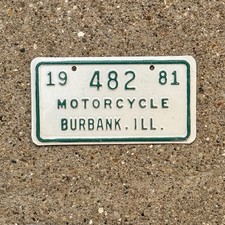 19 482 81
MOTORCYCLE
BURBANK. ILL.